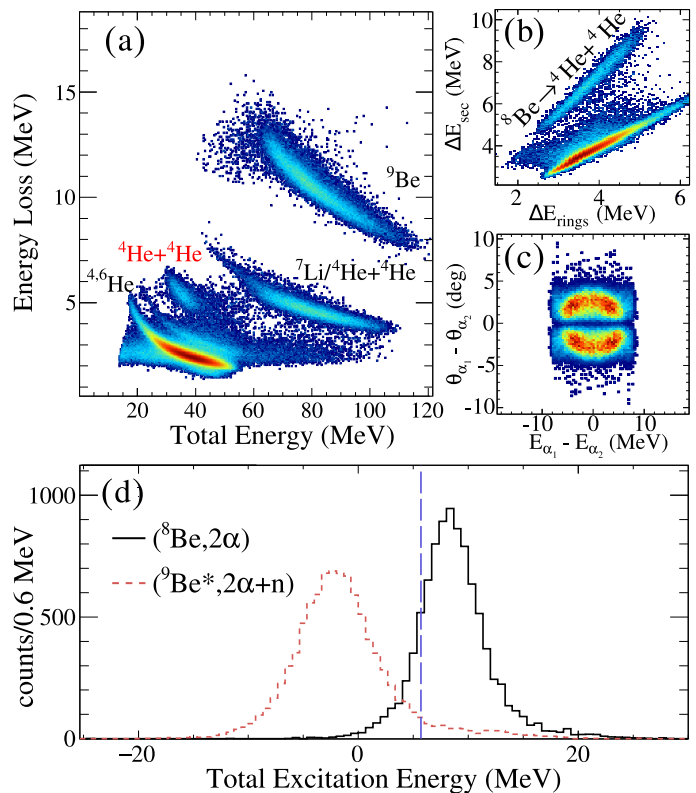 (a)
Energy Loss (MeV)
15
10
5
⁹Be
⁴He+⁴He
⁴,⁶He
⁷Li/⁴He+⁴He
20 40 60 80 100 120
Total Energy (MeV)
(b)
ΔE_sec (MeV)
10
8
6
4
⁸Be→⁴He+⁴He
2 4 6
ΔE_rings (MeV)
(c)
θ_α₁ - θ_α₂ (deg)
10
5
0
-5
-10
-10 0 10
E_α₁ - E_α₂ (MeV)
(d)
counts/0.6 MeV
1000
500
0
(⁸Be,2α)
(⁹Be*,2α+n)
−20 0 20
Total Excitation Energy (MeV)